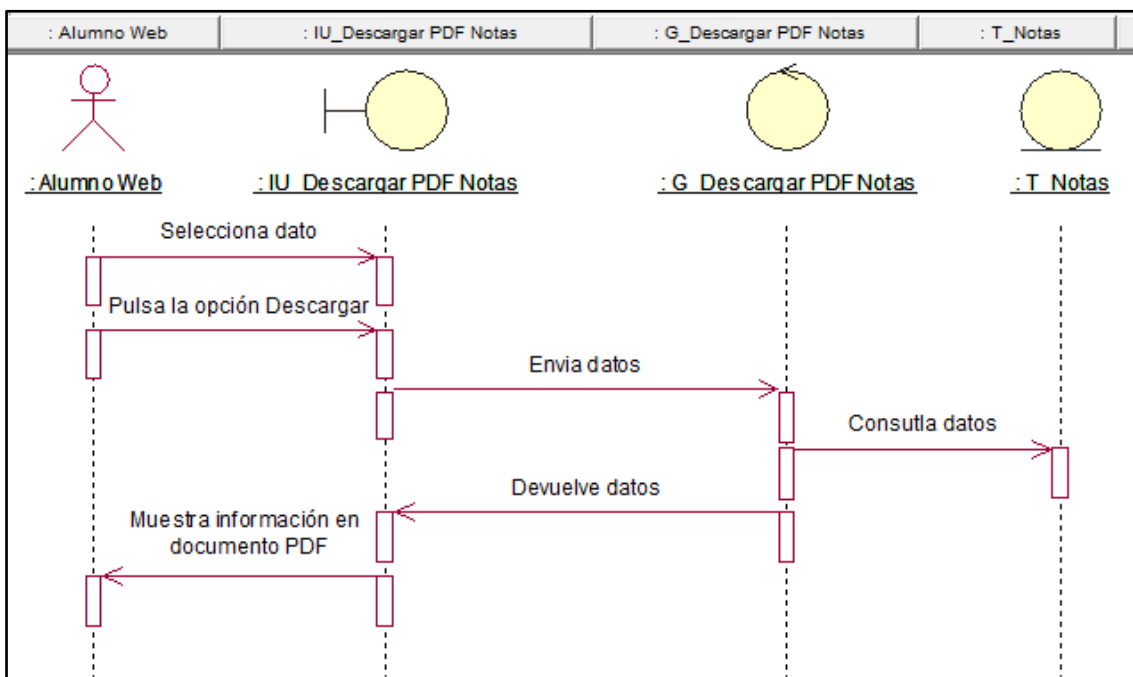 : Alumno Web
: IU_Descargar PDF Notas
: G_Descargar PDF Notas
: T_Notas
: Alumno Web
: IU_Descargar PDF Notas
: G_Descargar PDF Notas
: T_Notas
Selecciona dato
Pulsa la opción Descargar
Envia datos
Consutla datos
Devuelve datos
Muestra información en
documento PDF